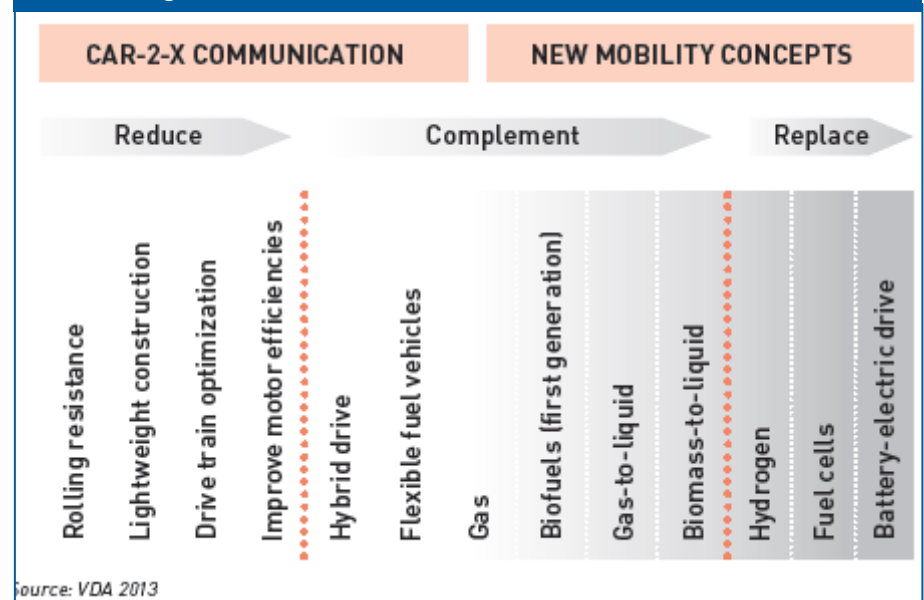 CAR-2-X COMMUNICATION
NEW MOBILITY CONCEPTS
Reduce
Complement
Replace
Rolling resistance
Lightweight construction
Drive train optimization
Improve motor efficiencies
Hybrid drive
Flexible fuel vehicles
Gas
Biofuels (first generation)
Gas-to-liquid
Biomass-to-liquid
Hydrogen
Fuel cells
Battery-electric drive
Source: VDA 2013